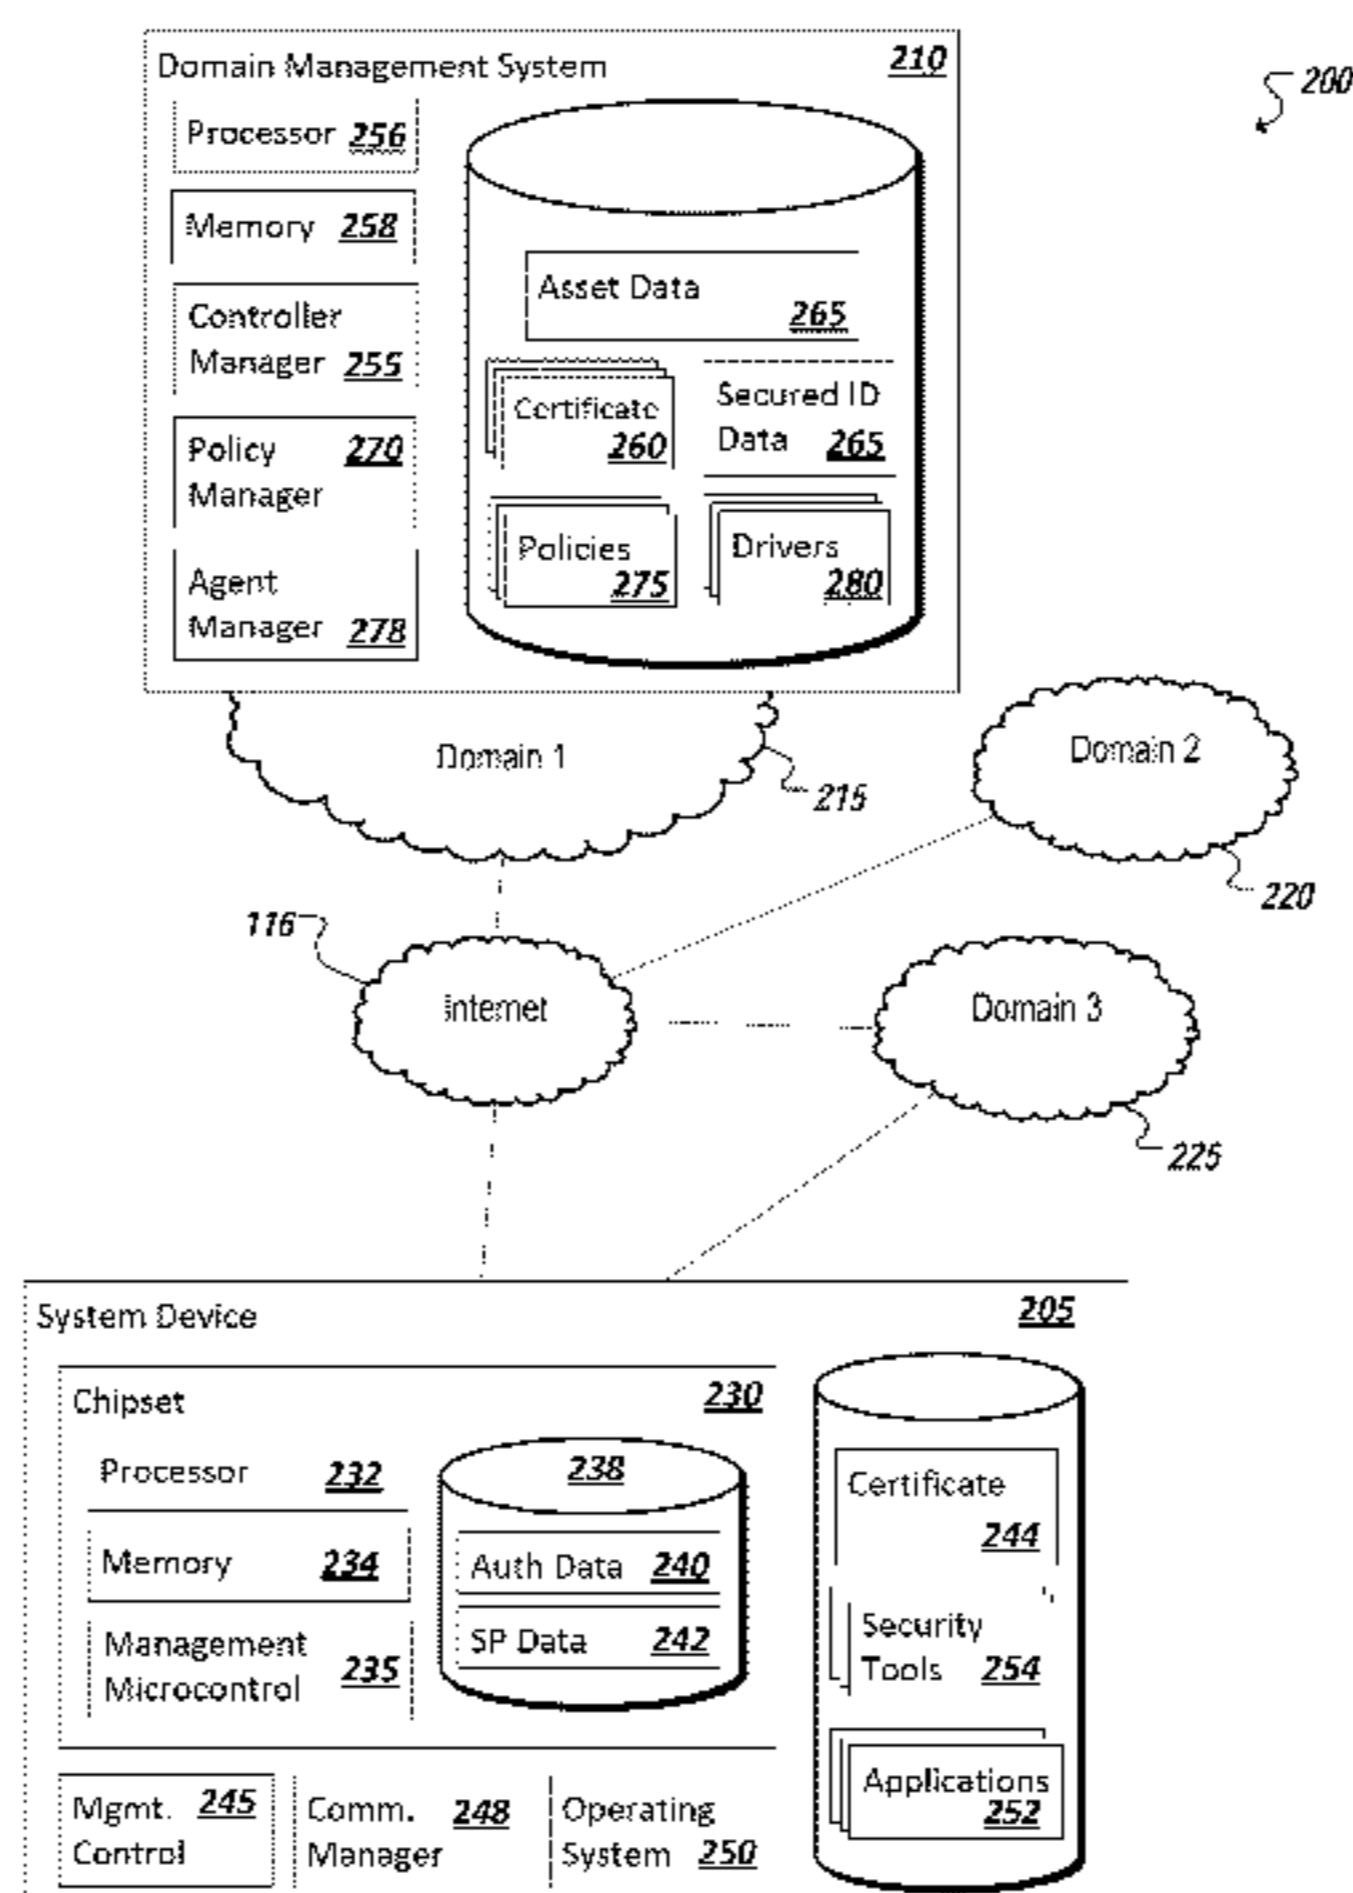 Domain Management System 210
200
Processor 256
Memory 258
Controller
Manager 255
Policy 270
Manager
Agent
Manager 278
Asset Data
265
Certificate
260
Secured ID
Data 265
Policies
275
Drivers
280
Domain 1
215
Domain 2
220
116
Internet
Domain 3
225
System Device 205
Chipset 230
Processor 232
Memory 234
Management
Microcontrol 235
238
Auth Data 240
SP Data 242
Certificate
244
Security
Tools 254
Applications
252
Mgmt. 245
Control
Comm. 248
Manager
Operating
System 250